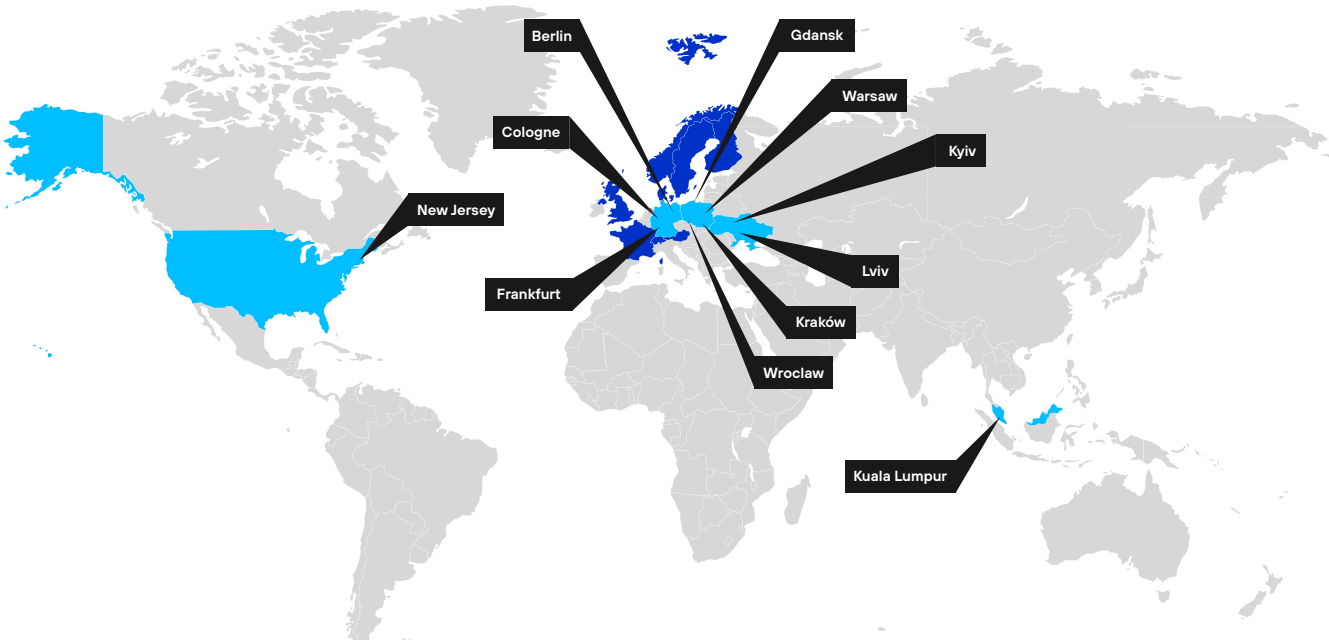 Berlin
Gdansk
Warsaw
Cologne
Kyiv
New Jersey
Lviv
Frankfurt
Kraków
Wroclaw
Kuala Lumpur